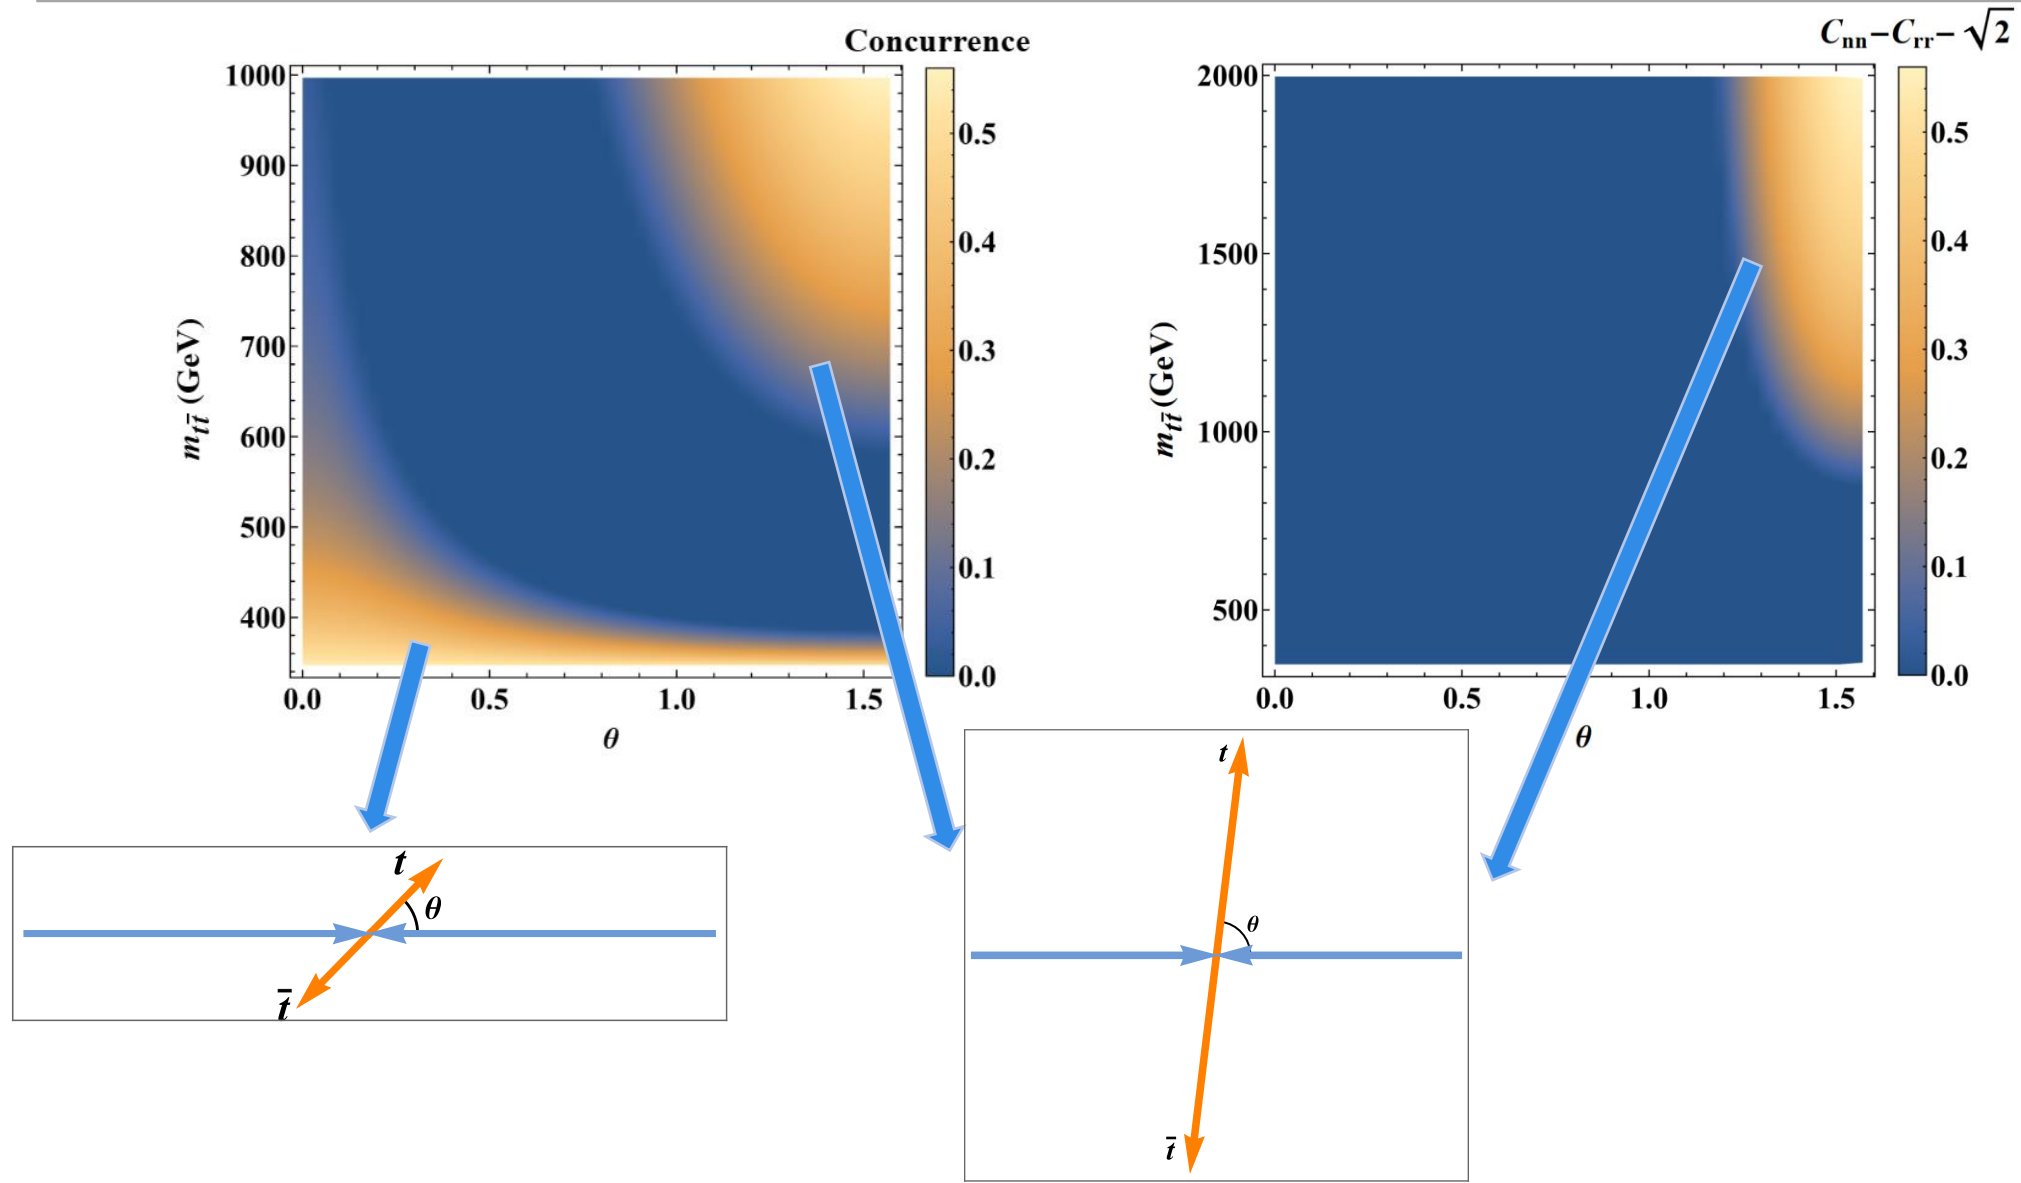 Concurrence
1000
900
800
700
600
500
400
m_{t\bar{t}} (GeV)
0.0 0.5 1.0 1.5
θ
0.5
0.4
0.3
0.2
0.1
0.0
C_{nn}−C_{rr}−√2
2000
1500
1000
500
m_{t\bar{t}}(GeV)
0.0 0.5 1.0 1.5
θ
0.5
0.4
0.3
0.2
0.1
0.0
t
θ
t̄
t
θ
t̄